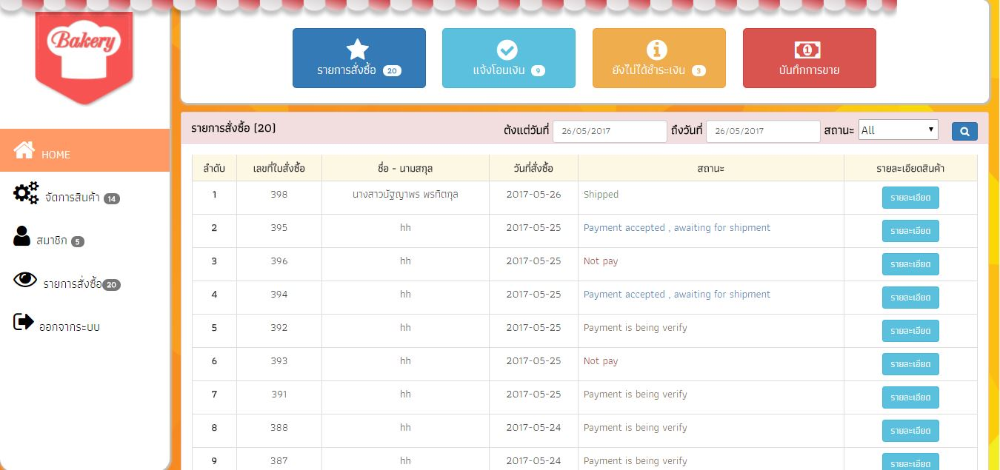 Bakery
รายการสั่งซื้อ 20
แจ้งโอนเงิน 9
ยังไม่ได้ชำระเงิน 3
บันทึกการขาย
HOME
จัดการสินค้า 14
สมาชิก 5
รายการสั่งซื้อ 20
ออกจากระบบ
รายการสั่งซื้อ (20) ตั้งแต่วันที่ 26/05/2017 ถึงวันที่ 26/05/2017 สถานะ All
ลำดับ เลขที่ใบสั่งซื้อ ชื่อ - นามสกุล วันที่สั่งซื้อ สถานะ รายละเอียดสินค้า
1 398 นางสาวนัฐญาพร พรทิตกุล 2017-05-26 Shipped รายละเอียด
2 395 hh 2017-05-25 Payment accepted , awaiting for shipment รายละเอียด
3 396 hh 2017-05-25 Not pay รายละเอียด
4 394 hh 2017-05-25 Payment accepted , awaiting for shipment รายละเอียด
5 392 hh 2017-05-25 Payment is being verify รายละเอียด
6 393 hh 2017-05-25 Not pay รายละเอียด
7 391 hh 2017-05-25 Payment is being verify รายละเอียด
8 388 hh 2017-05-24 Payment is being verify รายละเอียด
9 387 hh 2017-05-24 Payment is being verify รายละเอียด